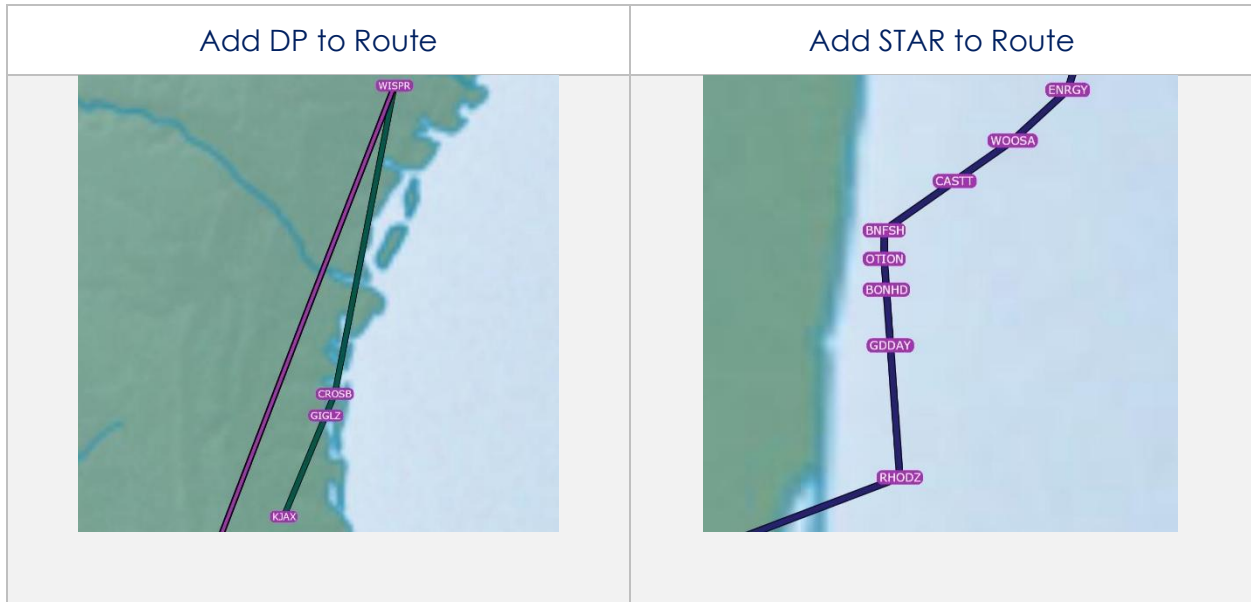 Add DP to Route
Add STAR to Route
WISPR
CROSB
GIGLZ
KJAX
ENRGY
WOOSA
CASTT
BNFSH
OTION
BONHD
GDDAY
RHODZ